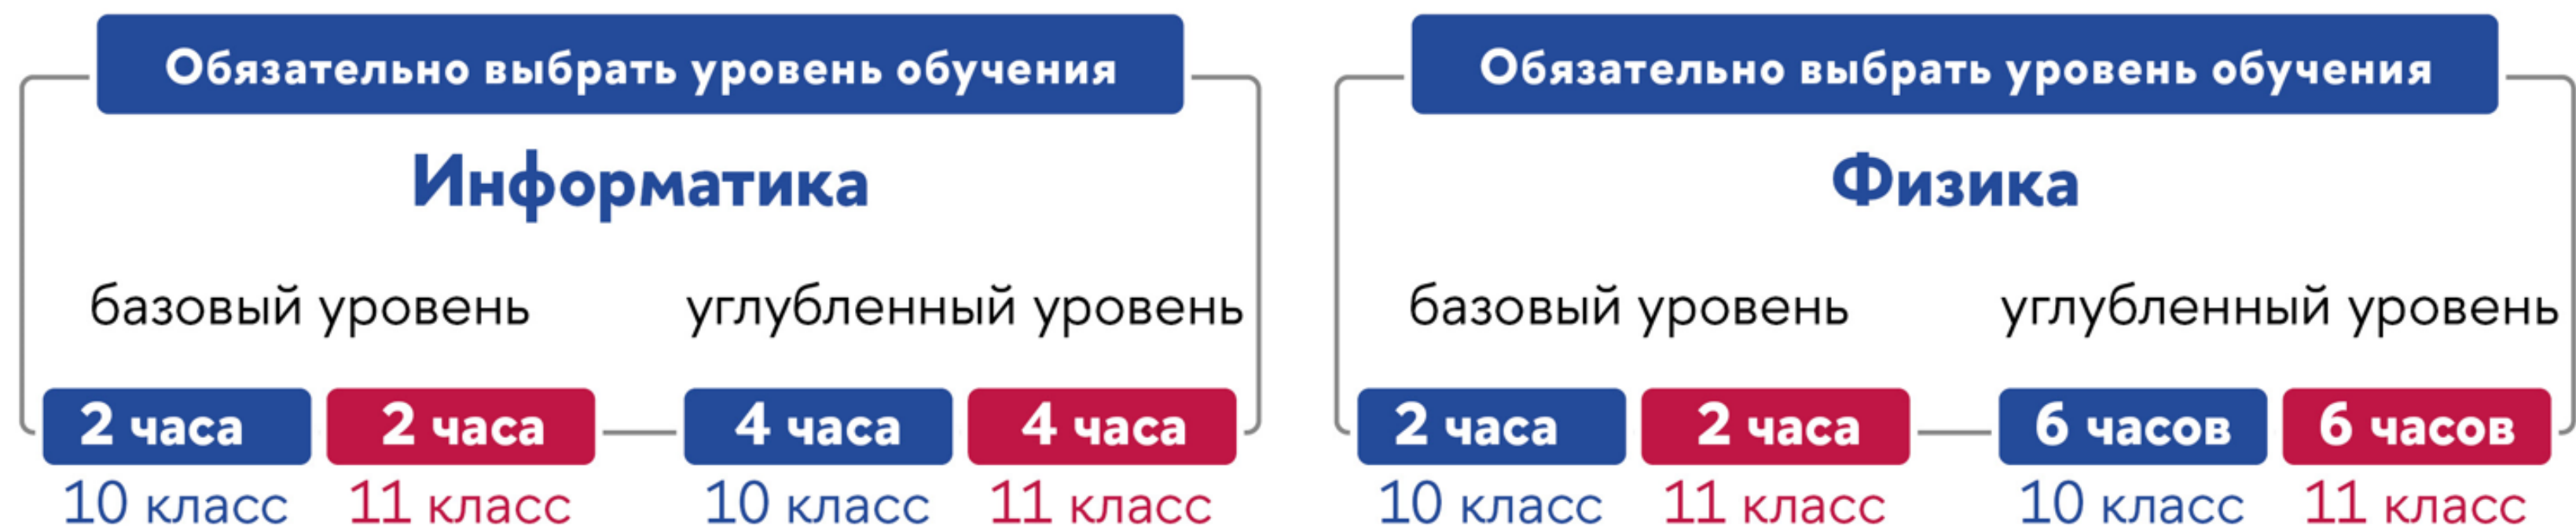 Обязательно выбрать уровень обучения
Информатика
базовый уровень углубленный уровень
2 часа 2 часа 4 часа 4 часа
10 класс 11 класс 10 класс 11 класс
Обязательно выбрать уровень обучения
Физика
базовый уровень углубленный уровень
2 часа 2 часа 6 часов 6 часов
10 класс 11 класс 10 класс 11 класс